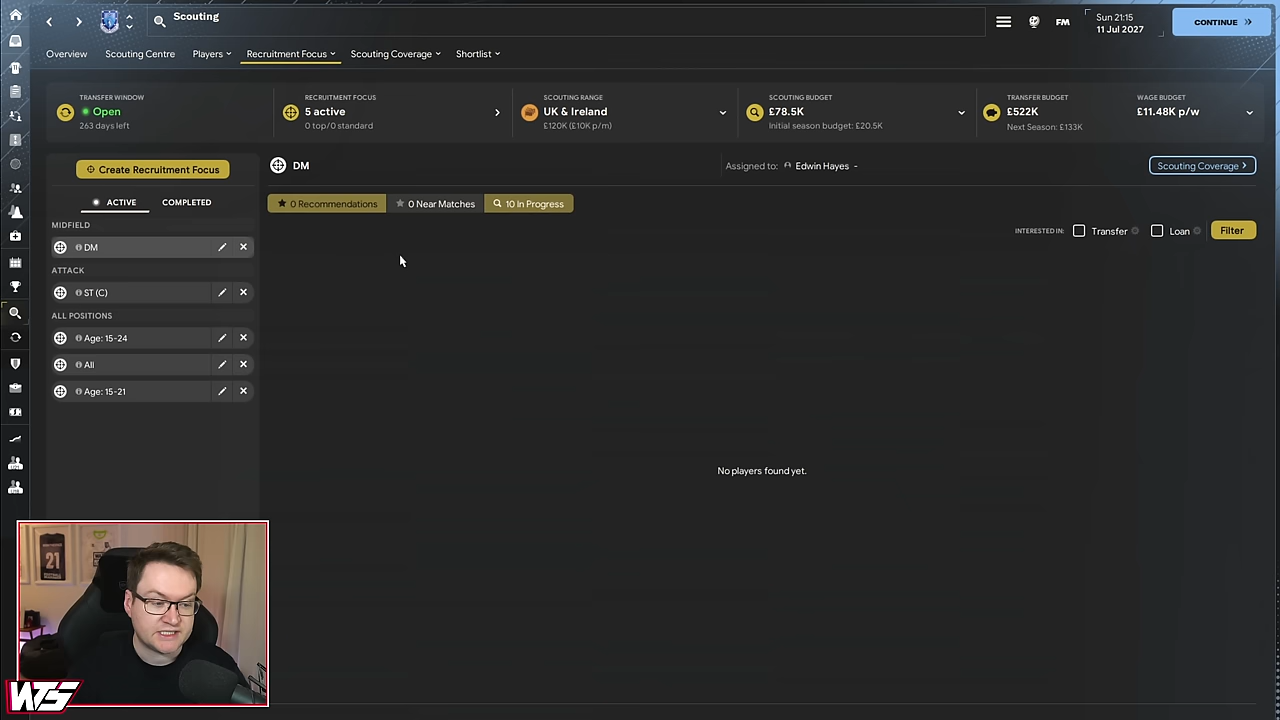 Scouting
FM
Sun 21:15
11 Jul 2027
CONTINUE
Overview
Scouting Centre
Players
Recruitment Focus
Scouting Coverage
Shortlist
TRANSFER WINDOW
Open
263 days left
RECRUITMENT FOCUS
5 active
0 top/0 standard
SCOUTING RANGE
UK & Ireland
£120K (£10K p/m)
SCOUTING BUDGET
£78.5K
Initial season budget: £20.5K
TRANSFER BUDGET
£522K
Next Season: £133K
WAGE BUDGET
£11.48K p/w
Create Recruitment Focus
ACTIVE
COMPLETED
MIDFIELD
DM
ATTACK
ST (C)
ALL POSITIONS
Age: 15-24
All
Age: 15-21
DM
Assigned to: Edwin Hayes -
Scouting Coverage
0 Recommendations
0 Near Matches
10 In Progress
INTERESTED IN:
Transfer
Loan
Filter
No players found yet.
21
WTS